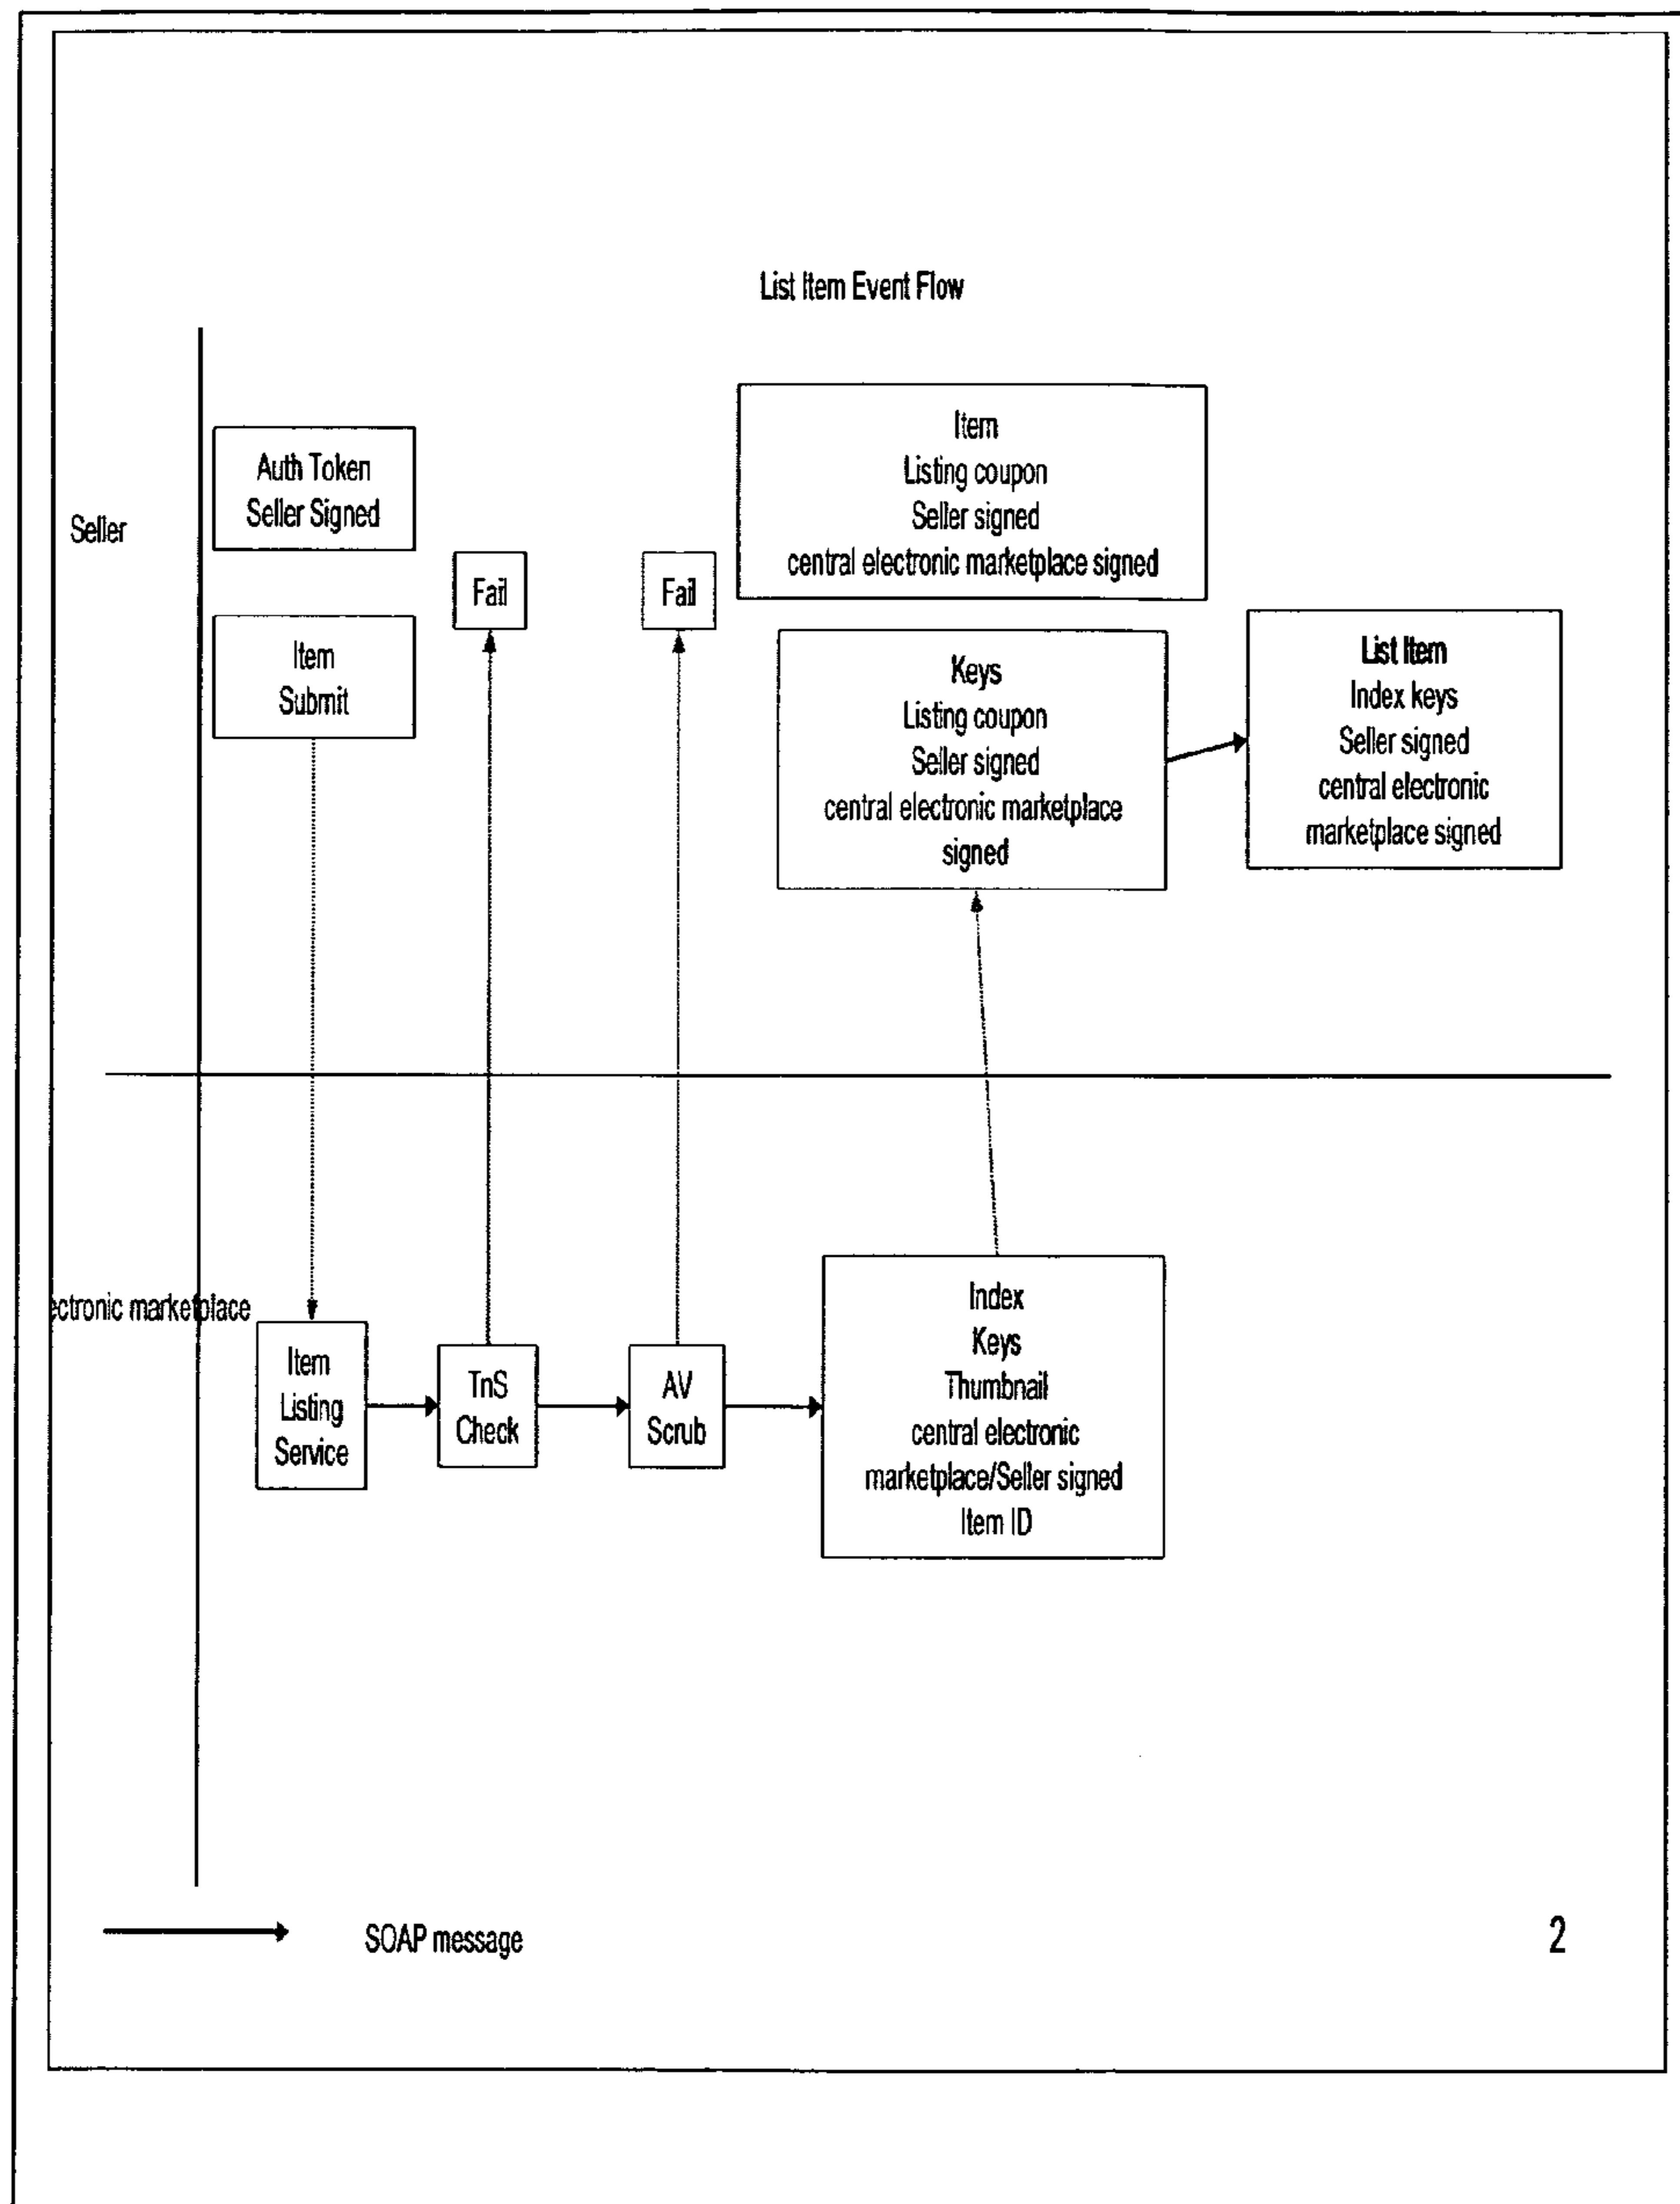 List Item Event Flow
Seller
Auth Token
Seller Signed
Item
Submit
Fail
Fail
Item
Listing coupon
Seller signed
central electronic marketplace signed
Keys
Listing coupon
Seller signed
central electronic marketplace
signed
List Item
Index keys
Seller signed
central electronic
marketplace signed
ectronic marketplace
Item
Listing
Service
TnS
Check
AV
Scrub
Index
Keys
Thumbnail
central electronic
marketplace/Seller signed
Item ID
SOAP message
2